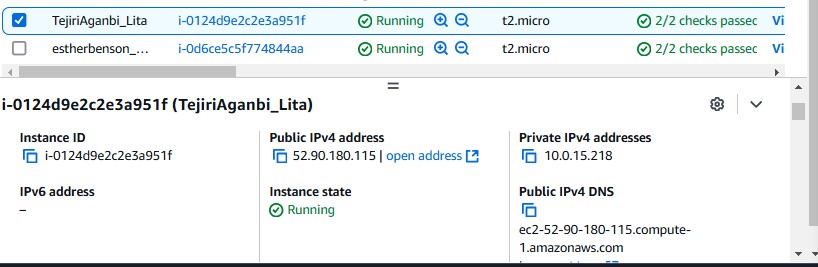 TejiriAganbi_Lita i-0124d9e2c2e3a951f Running t2.micro 2/2 checks passec Vi
estherbenson_... i-0d6ce5c5f774844aa Running t2.micro 2/2 checks passec Vi
i-0124d9e2c2e3a951f (TejiriAganbi_Lita)
Instance ID
i-0124d9e2c2e3a951f
Public IPv4 address
52.90.180.115 | open address
Private IPv4 addresses
10.0.15.218
IPv6 address
–
Instance state
Running
Public IPv4 DNS
ec2-52-90-180-115.compute-
1.amazonaws.com